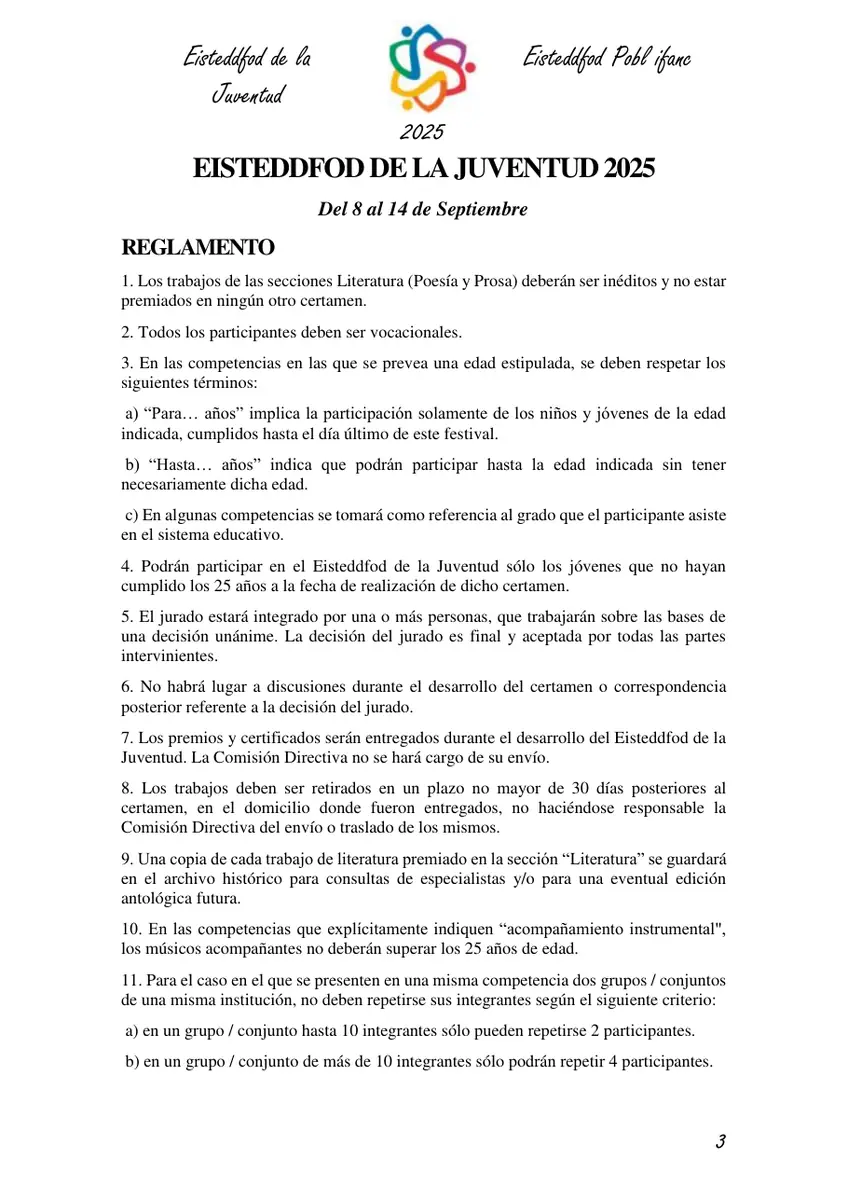 Eisteddfod de la
Juventud
Eisteddfod Pobl ifanc
2025
EISTEDDFOD DE LA JUVENTUD 2025
Del 8 al 14 de Septiembre
REGLAMENTO
1. Los trabajos de las secciones Literatura (Poesía y Prosa) deberán ser inéditos y no estar
premiados en ningún otro certamen.
2. Todos los participantes deben ser vocacionales.
3. En las competencias en las que se prevea una edad estipulada, se deben respetar los
siguientes términos:
a) “Para… años” implica la participación solamente de los niños y jóvenes de la edad
indicada, cumplidos hasta el día último de este festival.
b) “Hasta… años” indica que podrán participar hasta la edad indicada sin tener
necesariamente dicha edad.
c) En algunas competencias se tomará como referencia al grado que el participante asiste
en el sistema educativo.
4. Podrán participar en el Eisteddfod de la Juventud sólo los jóvenes que no hayan
cumplido los 25 años a la fecha de realización de dicho certamen.
5. El jurado estará integrado por una o más personas, que trabajarán sobre las bases de
una decisión unánime. La decisión del jurado es final y aceptada por todas las partes
intervinientes.
6. No habrá lugar a discusiones durante el desarrollo del certamen o correspondencia
posterior referente a la decisión del jurado.
7. Los premios y certificados serán entregados durante el desarrollo del Eisteddfod de la
Juventud. La Comisión Directiva no se hará cargo de su envío.
8. Los trabajos deben ser retirados en un plazo no mayor de 30 días posteriores al
certamen, en el domicilio donde fueron entregados, no haciéndose responsable la
Comisión Directiva del envío o traslado de los mismos.
9. Una copia de cada trabajo de literatura premiado en la sección “Literatura” se guardará
en el archivo histórico para consultas de especialistas y/o para una eventual edición
antológica futura.
10. En las competencias que explícitamente indiquen “acompañamiento instrumental",
los músicos acompañantes no deberán superar los 25 años de edad.
11. Para el caso en el que se presenten en una misma competencia dos grupos / conjuntos
de una misma institución, no deben repetirse sus integrantes según el siguiente criterio:
a) en un grupo / conjunto hasta 10 integrantes sólo pueden repetirse 2 participantes.
b) en un grupo / conjunto de más de 10 integrantes sólo podrán repetir 4 participantes.
3